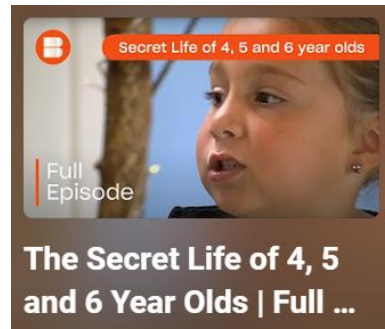 B
Secret Life of 4, 5 and 6 year olds
Full
Episode
The Secret Life of 4, 5
and 6 Year Olds | Full ...